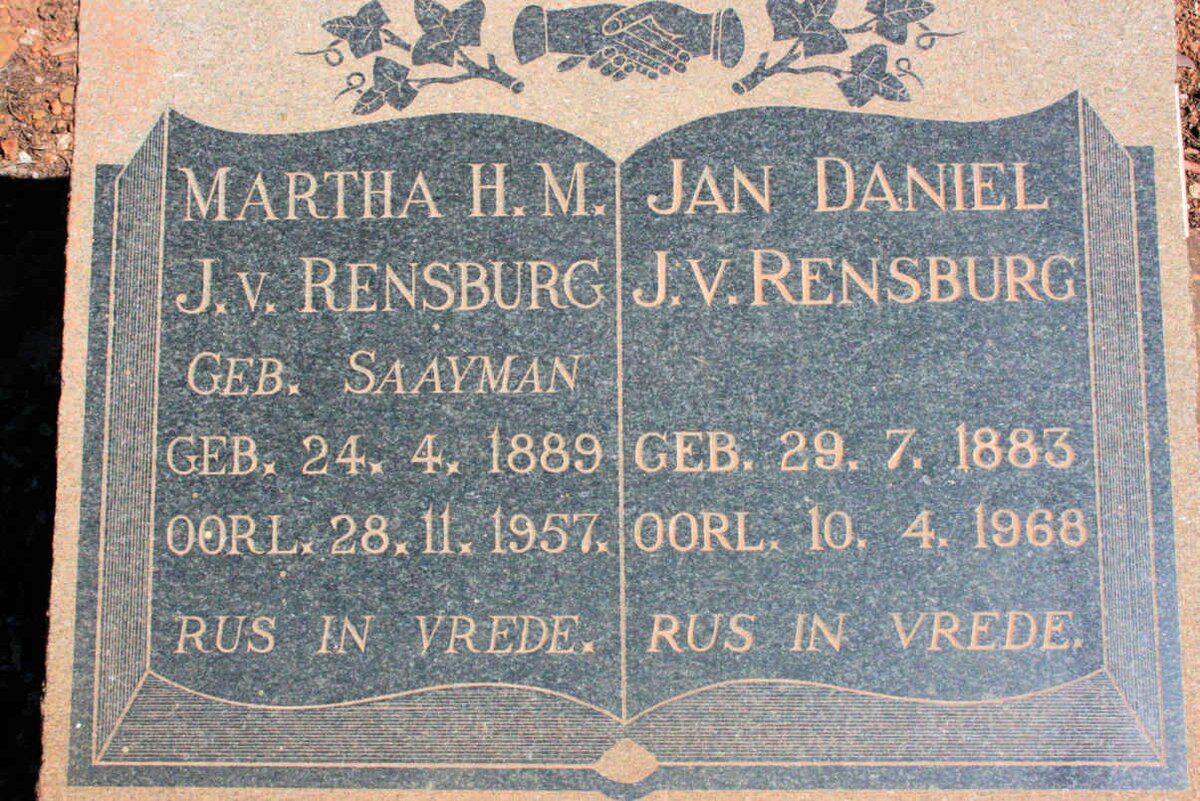 MARTHA H. M.
J. V. RENSBURG
GEB. SAAYMAN
GEB. 24. 4. 1889
OORL. 28. 11. 1957.
RUS IN VREDE.
JAN DANIEL
J. V. RENSBURG
GEB. 29. 7. 1883
OORL. 10. 4. 1968
RUS IN VREDE.